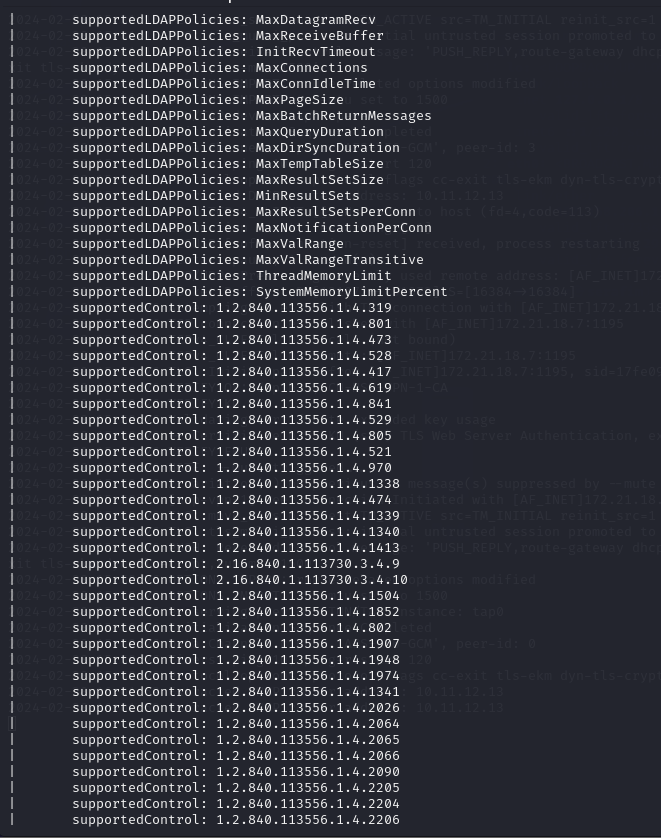 | supportedLDAPPolicies: MaxDatagramRecv
| supportedLDAPPolicies: MaxReceiveBuffer
| supportedLDAPPolicies: InitRecvTimeout
| supportedLDAPPolicies: MaxConnections
| supportedLDAPPolicies: MaxConnIdleTime
| supportedLDAPPolicies: MaxPageSize
| supportedLDAPPolicies: MaxBatchReturnMessages
| supportedLDAPPolicies: MaxQueryDuration
| supportedLDAPPolicies: MaxDirSyncDuration
| supportedLDAPPolicies: MaxTempTableSize
| supportedLDAPPolicies: MaxResultSetSize
| supportedLDAPPolicies: MinResultSets
| supportedLDAPPolicies: MaxResultSetsPerConn
| supportedLDAPPolicies: MaxNotificationPerConn
| supportedLDAPPolicies: MaxValRange
| supportedLDAPPolicies: MaxValRangeTransitive
| supportedLDAPPolicies: ThreadMemoryLimit
| supportedLDAPPolicies: SystemMemoryLimitPercent
| supportedControl: 1.2.840.113556.1.4.319
| supportedControl: 1.2.840.113556.1.4.801
| supportedControl: 1.2.840.113556.1.4.473
| supportedControl: 1.2.840.113556.1.4.528
| supportedControl: 1.2.840.113556.1.4.417
| supportedControl: 1.2.840.113556.1.4.619
| supportedControl: 1.2.840.113556.1.4.841
| supportedControl: 1.2.840.113556.1.4.529
| supportedControl: 1.2.840.113556.1.4.805
| supportedControl: 1.2.840.113556.1.4.521
| supportedControl: 1.2.840.113556.1.4.970
| supportedControl: 1.2.840.113556.1.4.1338
| supportedControl: 1.2.840.113556.1.4.474
| supportedControl: 1.2.840.113556.1.4.1339
| supportedControl: 1.2.840.113556.1.4.1340
| supportedControl: 1.2.840.113556.1.4.1413
| supportedControl: 2.16.840.1.113730.3.4.9
| supportedControl: 2.16.840.1.113730.3.4.10
| supportedControl: 1.2.840.113556.1.4.1504
| supportedControl: 1.2.840.113556.1.4.1852
| supportedControl: 1.2.840.113556.1.4.802
| supportedControl: 1.2.840.113556.1.4.1907
| supportedControl: 1.2.840.113556.1.4.1948
| supportedControl: 1.2.840.113556.1.4.1974
| supportedControl: 1.2.840.113556.1.4.1341
| supportedControl: 1.2.840.113556.1.4.2026
| supportedControl: 1.2.840.113556.1.4.2064
| supportedControl: 1.2.840.113556.1.4.2065
| supportedControl: 1.2.840.113556.1.4.2066
| supportedControl: 1.2.840.113556.1.4.2090
| supportedControl: 1.2.840.113556.1.4.2205
| supportedControl: 1.2.840.113556.1.4.2204
| supportedControl: 1.2.840.113556.1.4.2206